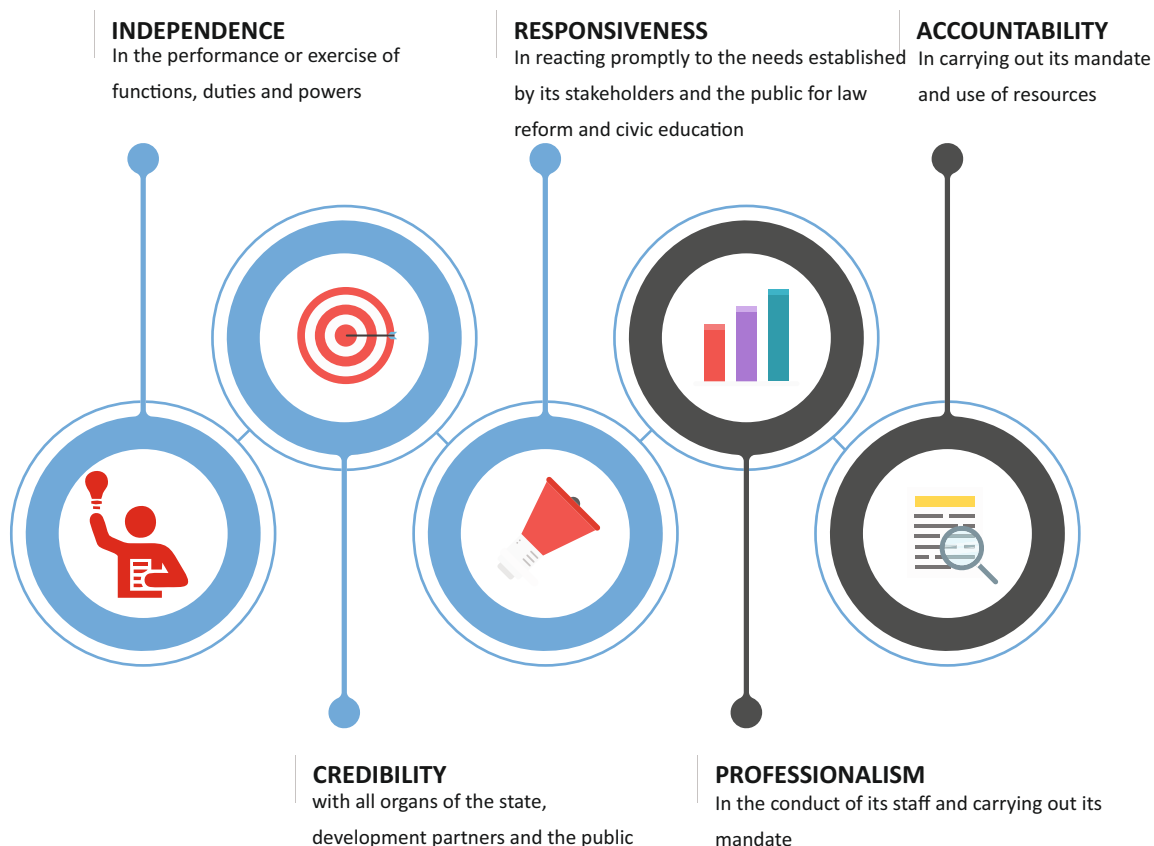 INDEPENDENCE
In the performance or exercise of
functions, duties and powers
RESPONSIVENESS
In reacting promptly to the needs established
by its stakeholders and the public for law
reform and civic education
ACCOUNTABILITY
In carrying out its mandate
and use of resources
CREDIBILITY
with all organs of the state,
development partners and the public
PROFESSIONALISM
In the conduct of its staff and carrying out its
mandate